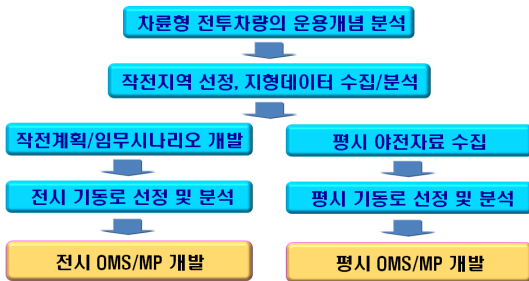 차륜형 전투차량의 운용개념 분석
작전지역 선정, 지형데이터 수집/분석
작전계획/임무시나리오 개발
평시 야전자료 수집
전시 기동로 선정 및 분석
평시 기동로 선정 및 분석
전시 OMS/MP 개발
평시 OMS/MP 개발